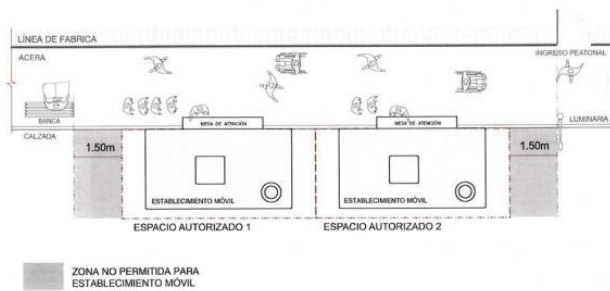 LÍNEA DE FABRICA
ACERA
INGRESO PEATONAL
BANCA
MESA DE ATENCIÓN
MESA DE ATENCIÓN
LUMINARIA
CALZADA
1.50m
1.50m
ESTABLECIMIENTO MÓVIL
ESTABLECIMIENTO MÓVIL
ESPACIO AUTORIZADO 1
ESPACIO AUTORIZADO 2
ZONA NO PERMITIDA PARA
ESTABLECIMIENTO MÓVIL